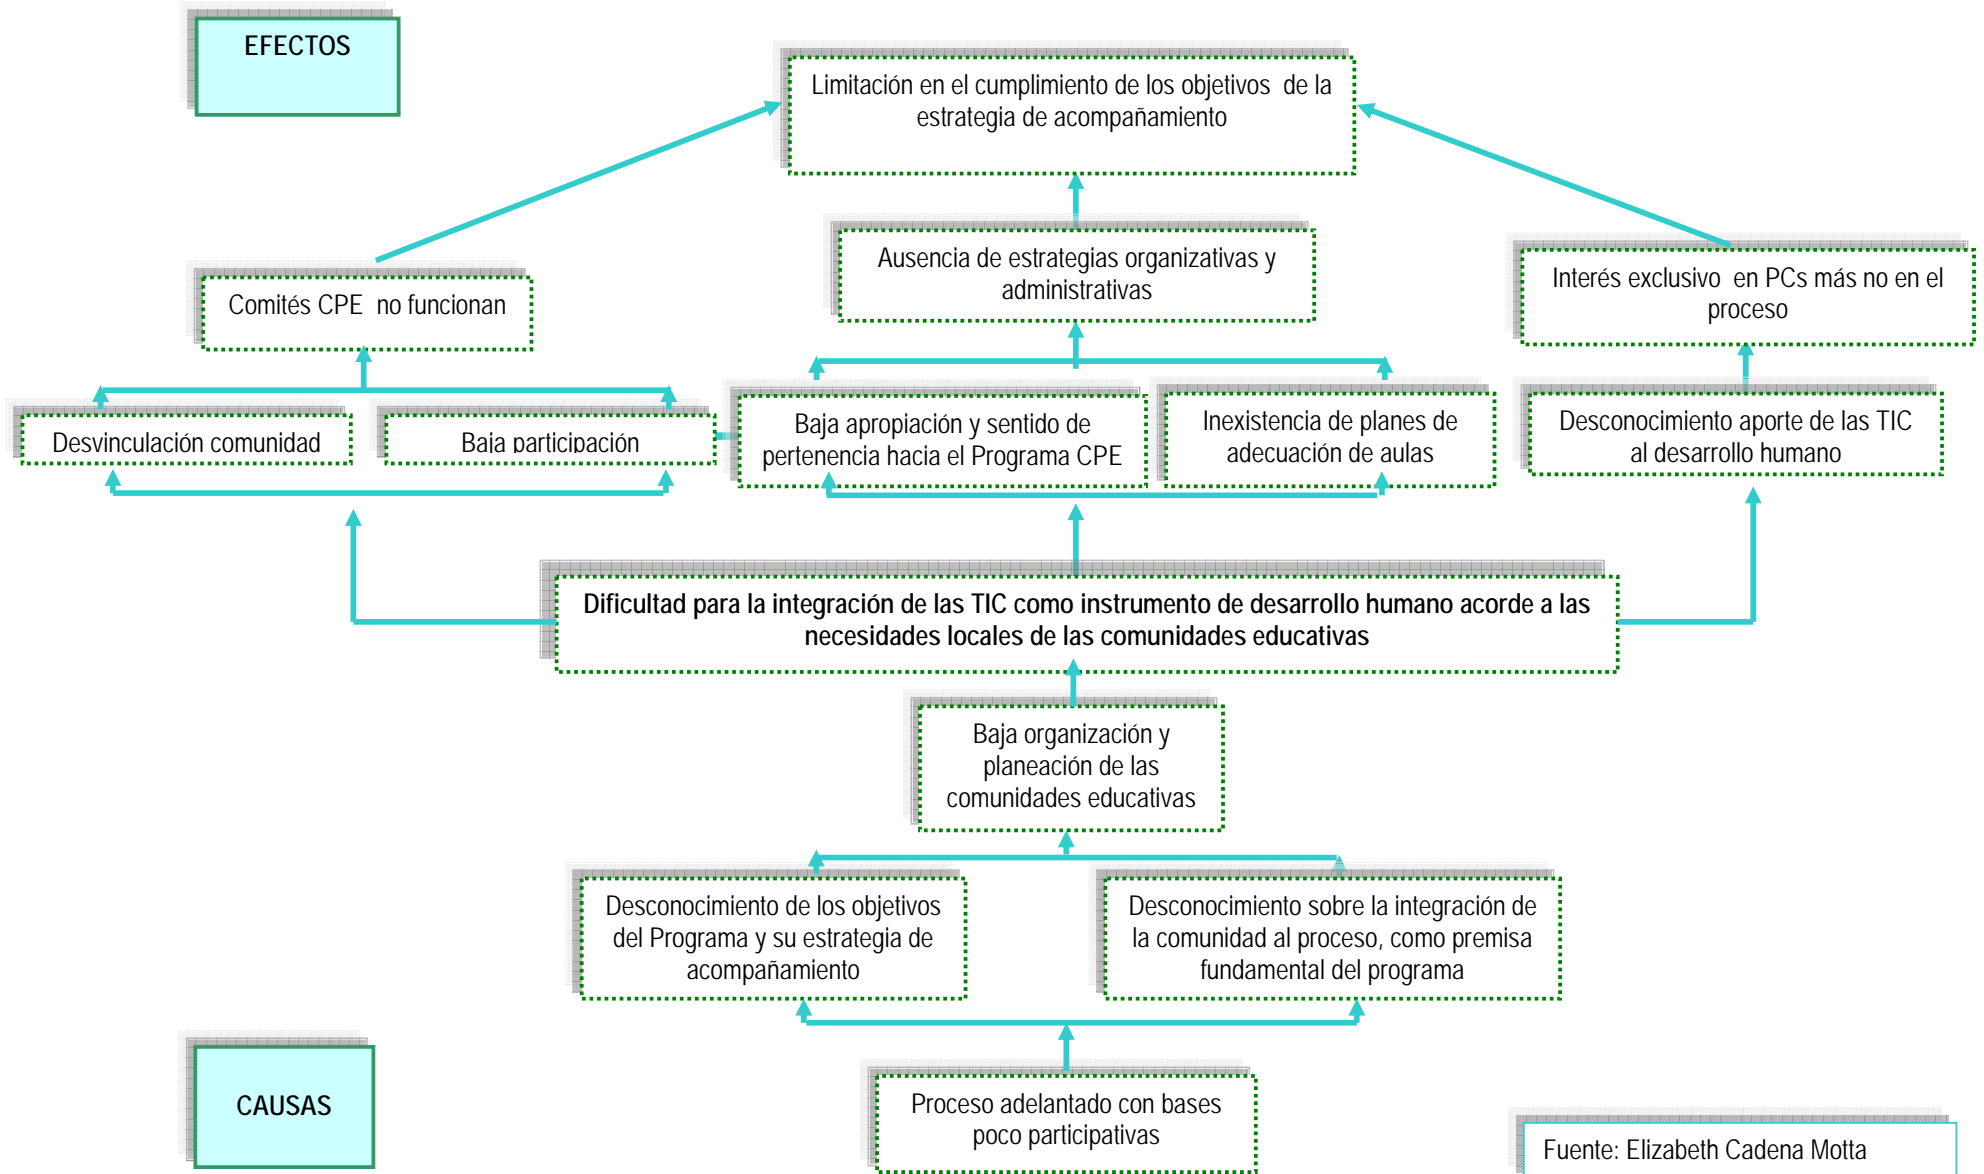 EFECTOS
Limitación en el cumplimiento de los objetivos de la
estrategia de acompañamiento
Ausencia de estrategias organizativas y
administrativas
Comités CPE no funcionan
Interés exclusivo en PCs más no en el
proceso
Desvinculación comunidad
Baja participación
Baja apropiación y sentido de
pertenencia hacia el Programa CPE
Inexistencia de planes de
adecuación de aulas
Desconocimiento aporte de las TIC
al desarrollo humano
Dificultad para la integración de las TIC como instrumento de desarrollo humano acorde a las
necesidades locales de las comunidades educativas
Baja organización y
planeación de las
comunidades educativas
Desconocimiento de los objetivos
del Programa y su estrategia de
acompañamiento
Desconocimiento sobre la integración de
la comunidad al proceso, como premisa
fundamental del programa
CAUSAS
Proceso adelantado con bases
poco participativas
Fuente: Elizabeth Cadena Motta